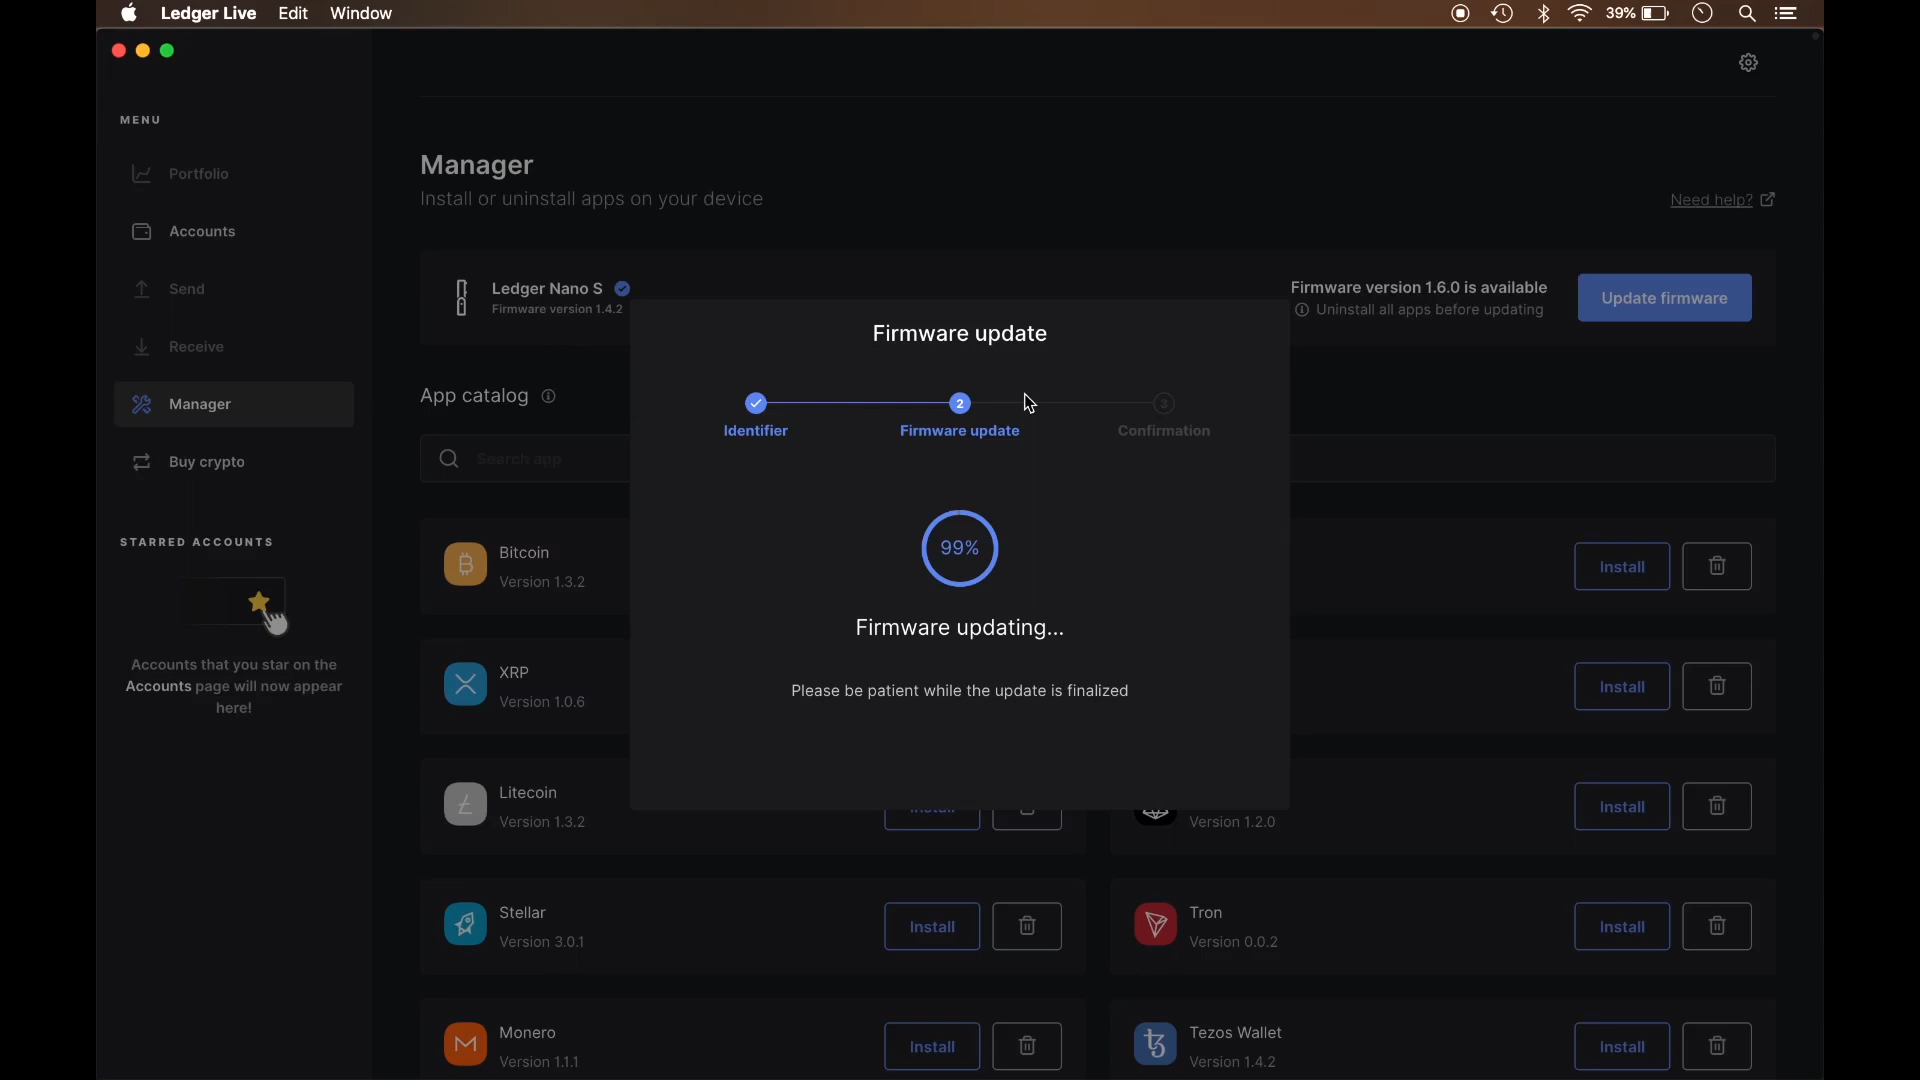 Ledger Live Edit Window 39%
MENU
Portfolio
Accounts
Send
Receive
Manager
Buy crypto
STARRED ACCOUNTS
Accounts that you star on the
Accounts page will now appear
here!
Manager
Install or uninstall apps on your device
Need help?
Ledger Nano S
Firmware version 1.4.2
Firmware version 1.6.0 is available
Uninstall all apps before updating
Update firmware
App catalog
Search app
Firmware update
2
3
Identifier
Firmware update
Confirmation
99%
Firmware updating...
Please be patient while the update is finalized
Bitcoin
Version 1.3.2
Install
XRP
Version 1.0.6
Install
Litecoin
Version 1.3.2
Install
Version 1.2.0
Install
Stellar
Version 3.0.1
Install
Tron
Version 0.0.2
Install
Monero
Version 1.1.1
Install
Tezos Wallet
Version 1.4.2
Install